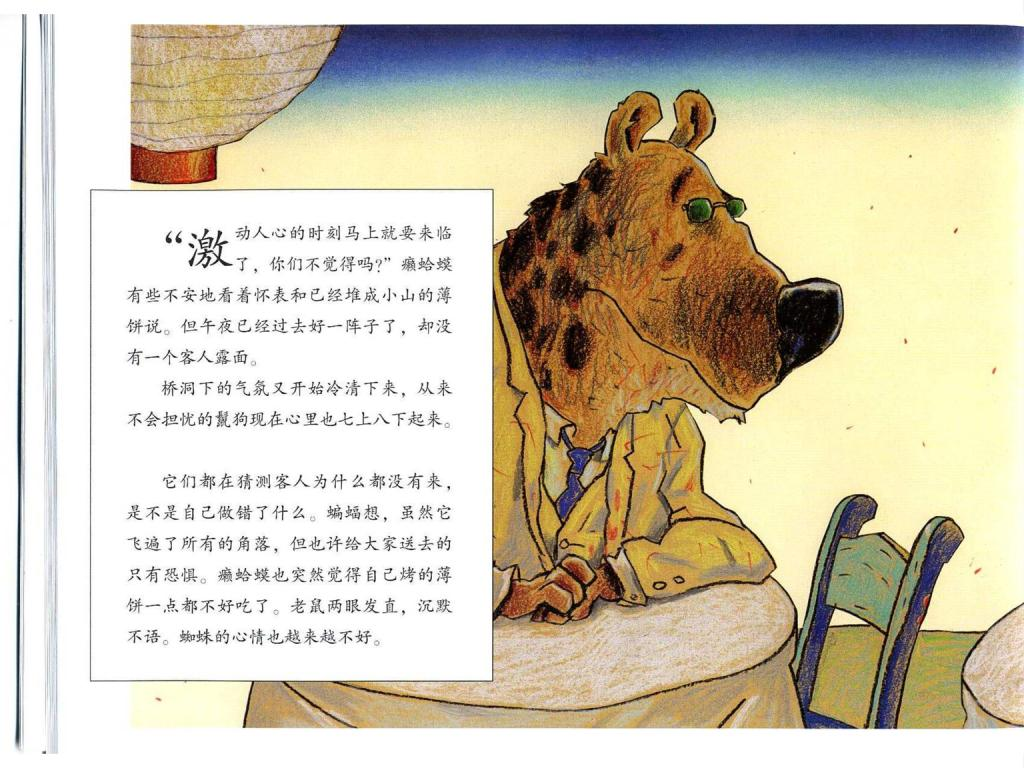 “激动人心的时刻马上就要来临
了，你们不觉得吗?”癞蛤蟆
有些不安地看着怀表和已经堆成小山的薄
饼说。但午夜已经过去好一阵子了，却没
有一个客人露面。
桥洞下的气氛又开始冷清下来，从来
不会担忧的鬣狗现在心里也七上八下起来。
它们都在猜测客人为什么都没有来，
是不是自己做错了什么。蝙蝠想，虽然它
飞遍了所有的角落，但也许给大家送去的
只有恐惧。癞蛤蟆也突然觉得自己烤的薄
饼一点都不好吃了。老鼠两眼发直，沉默
不语。蜘蛛的心情也越来越不好。